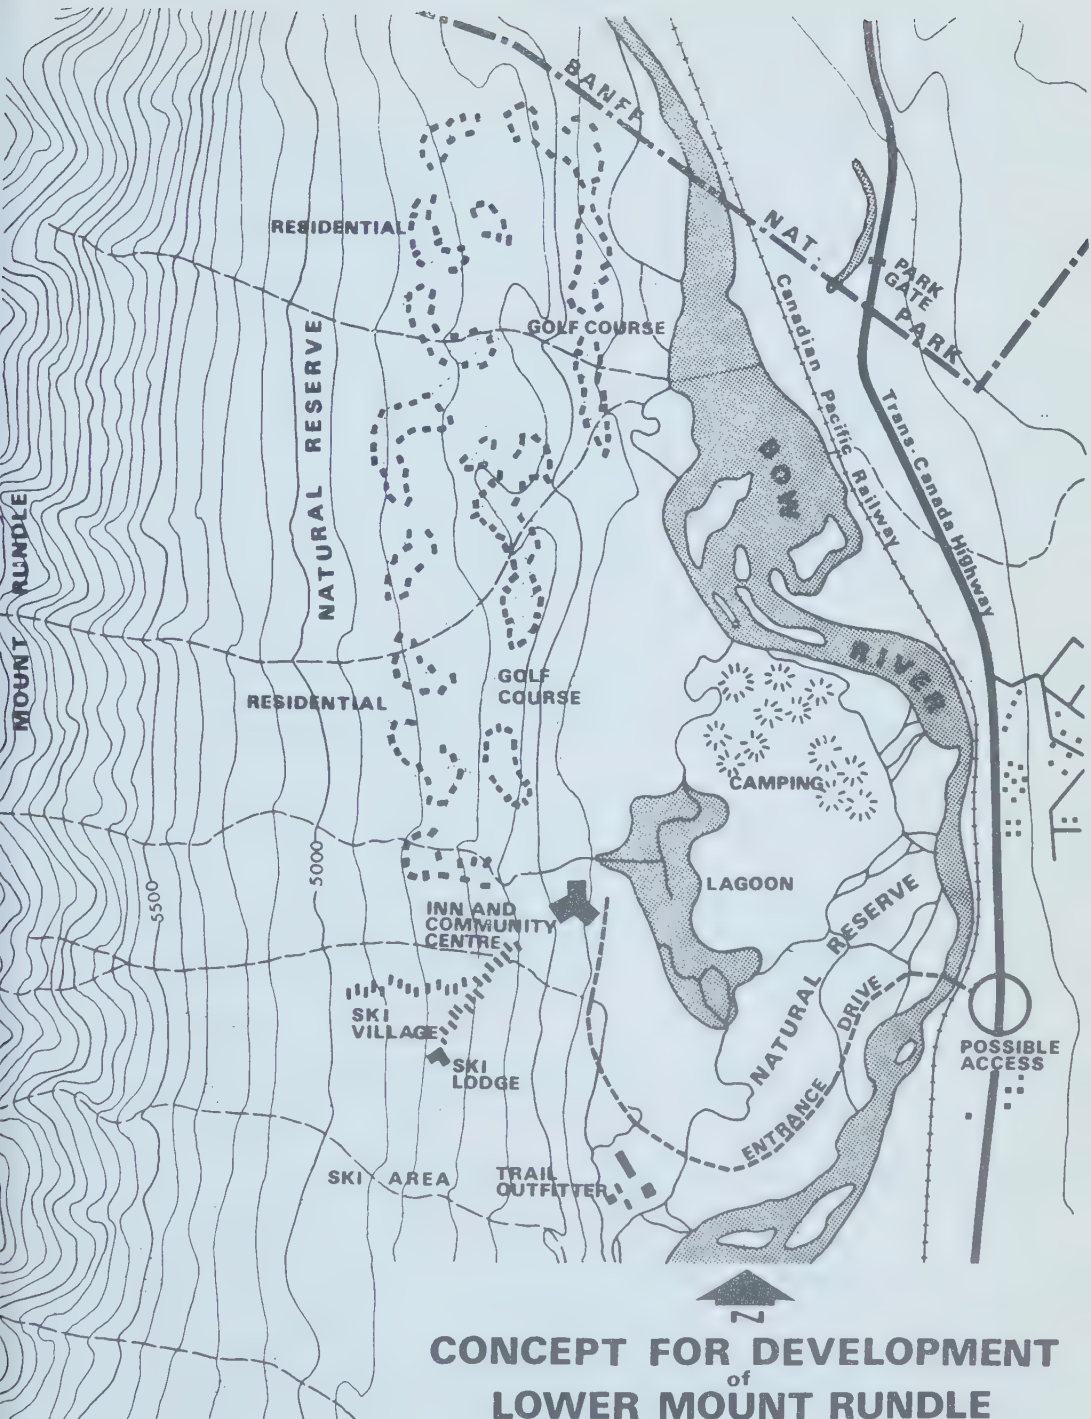 BANFF
NAT.
PARK
PARK
GATE
RESIDENTIAL
GOLF COURSE
Canadian Pacific Railway
Trans-Canada Highway
NATURAL RESERVE
BOW
RIVER
MOUNT RUNDLE
RESIDENTIAL
GOLF
COURSE
CAMPING
5500
5000
LAGOON
INN AND
COMMUNITY
CENTRE
NATURAL RESERVE
SKI
VILLAGE
SKI
LODGE
ENTRANCE DRIVE
POSSIBLE
ACCESS
SKI AREA
TRAIL
OUTFITTER
N
CONCEPT FOR DEVELOPMENT
of
LOWER MOUNT RUNDLE